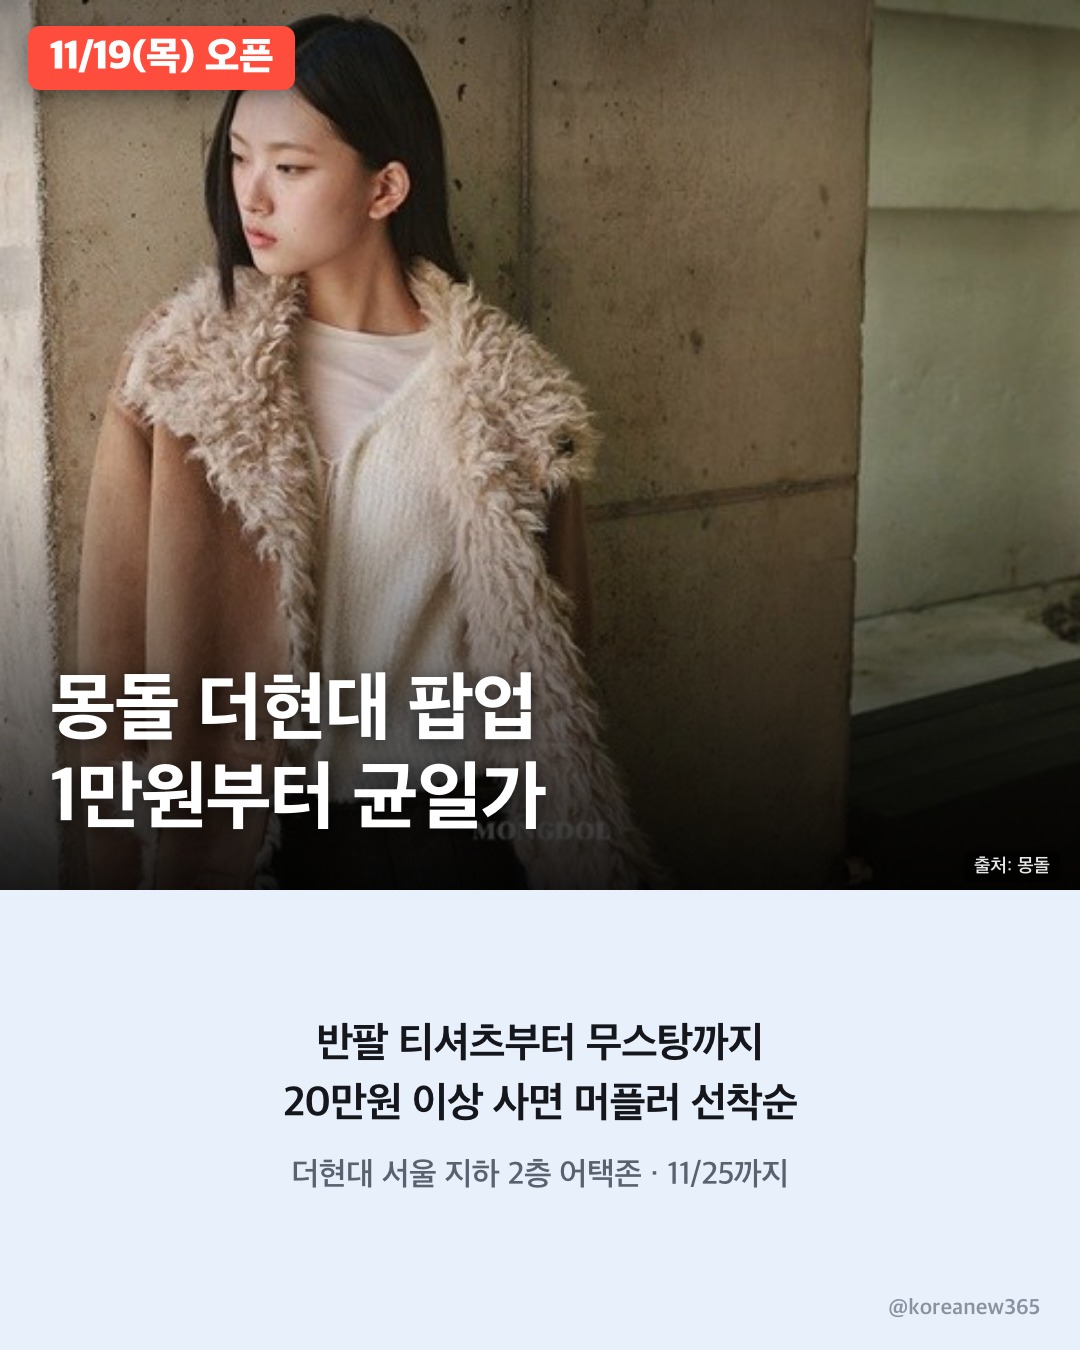 11/19(목) 오픈
몽돌 더현대 팝업
1만원부터 균일가
MONGDOL
출처: 몽돌
반팔 티셔츠부터 무스탕까지
20만원 이상 사면 머플러 선착순
더현대 서울 지하 2층 어택존 · 11/25까지
@koreanew365